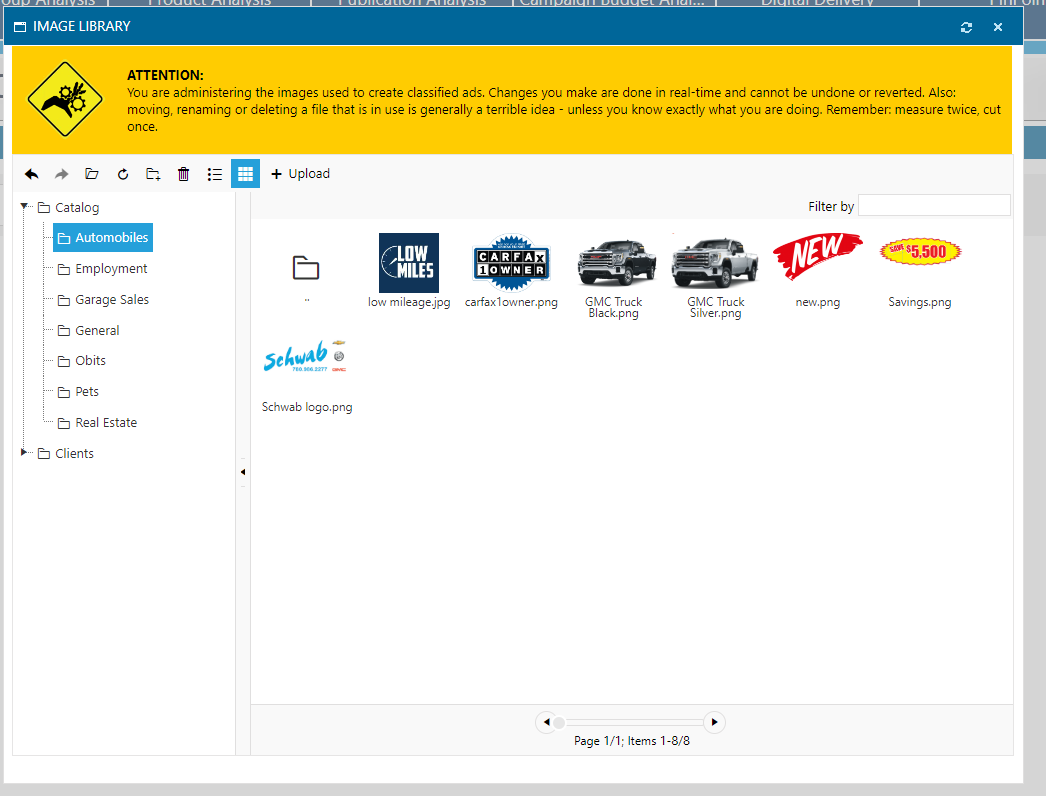 Product Analysis
Publication Analysis
Campaign Budget Anal...
Digital Delivery
IMAGE LIBRARY
ATTENTION:
You are administering the images used to create classified ads. Changes you make are done in real-time and cannot be undone or reverted. Also:
moving, renaming or deleting a file that is in use is generally a terrible idea - unless you know exactly what you are doing. Remember: measure twice, cut
once.
Upload
Catalog
Filter by
Automobiles
Employment
Garage Sales
General
Obits
Pets
Real Estate
Clients
LOW
MILES
CARFAX
1OWNER
NEW
SAVE $5,500
..
low mileage.jpg
carfax1owner.png
GMC Truck
Black.png
GMC Truck
Silver.png
new.png
Savings.png
Schwab
780.906.2277
GMC
Schwab logo.png
Page 1/1; Items 1-8/8